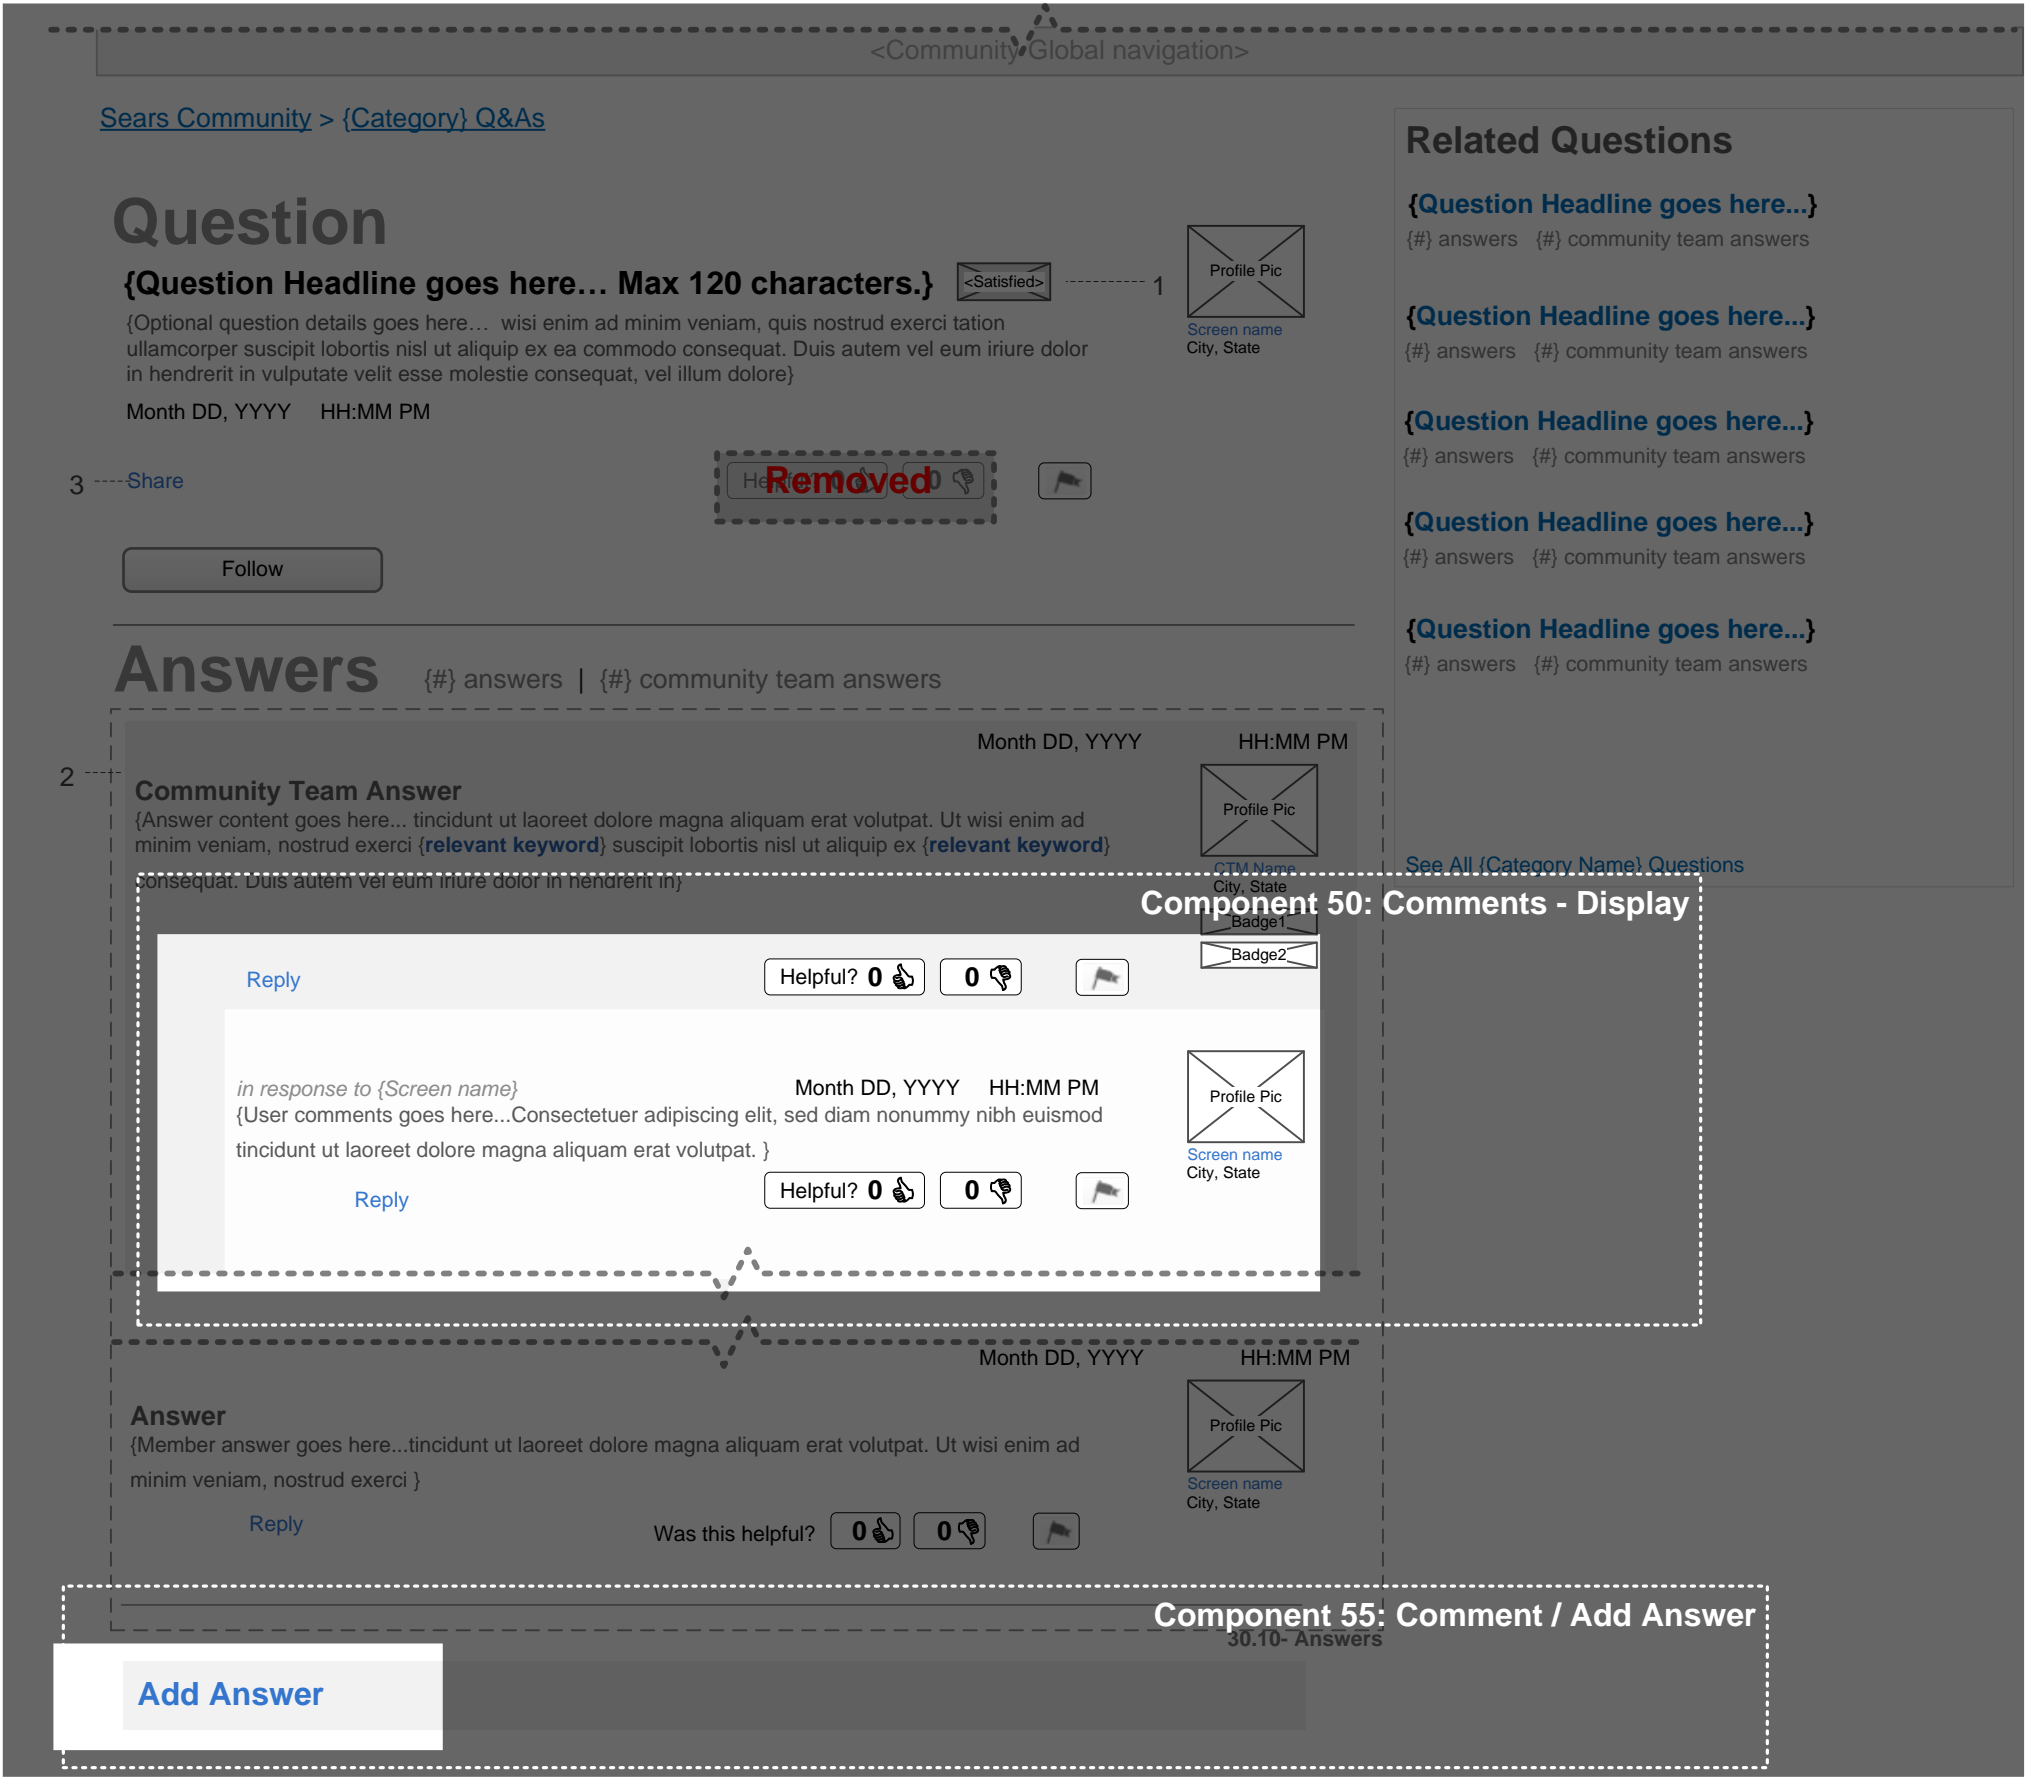 <Community Global navigation>
Sears Community > {Category} Q&As
Question
{Question Headline goes here… Max 120 characters.}
<Satisfied>
1
Profile Pic
Screen name
City, State
{Optional question details goes here…  wisi enim ad minim veniam, quis nostrud exerci tation
ullamcorper suscipit lobortis nisl ut aliquip ex ea commodo consequat. Duis autem vel eum iriure dolor
in hendrerit in vulputate velit esse molestie consequat, vel illum dolore}
Month DD, YYYY HH:MM PM
3
Share
Helpful? 0 0
Removed
Follow
Related Questions
{Question Headline goes here...}
{#} answers {#} community team answers
{Question Headline goes here...}
{#} answers {#} community team answers
{Question Headline goes here...}
{#} answers {#} community team answers
{Question Headline goes here...}
{#} answers {#} community team answers
{Question Headline goes here...}
{#} answers {#} community team answers
See All {Category Name} Questions
Answers {#} answers | {#} community team answers
2
Month DD, YYYY HH:MM PM
Community Team Answer
{Answer content goes here... tincidunt ut laoreet dolore magna aliquam erat volutpat. Ut wisi enim ad
minim veniam, nostrud exerci {relevant keyword} suscipit lobortis nisl ut aliquip ex {relevant keyword}
consequat. Duis autem vel eum iriure dolor in hendrerit in}
Profile Pic
CTM Name
City, State
Badge1
Badge2
Component 50: Comments - Display
Reply
Helpful? 0 0
in response to {Screen name}
Month DD, YYYY HH:MM PM
{User comments goes here...Consectetuer adipiscing elit, sed diam nonummy nibh euismod
tincidunt ut laoreet dolore magna aliquam erat volutpat. }
Profile Pic
Screen name
City, State
Reply
Helpful? 0 0
Month DD, YYYY HH:MM PM
Answer
{Member answer goes here...tincidunt ut laoreet dolore magna aliquam erat volutpat. Ut wisi enim ad
minim veniam, nostrud exerci }
Profile Pic
Screen name
City, State
Reply
Was this helpful? 0 0
Component 55: Comment / Add Answer
30.10- Answers
Add Answer